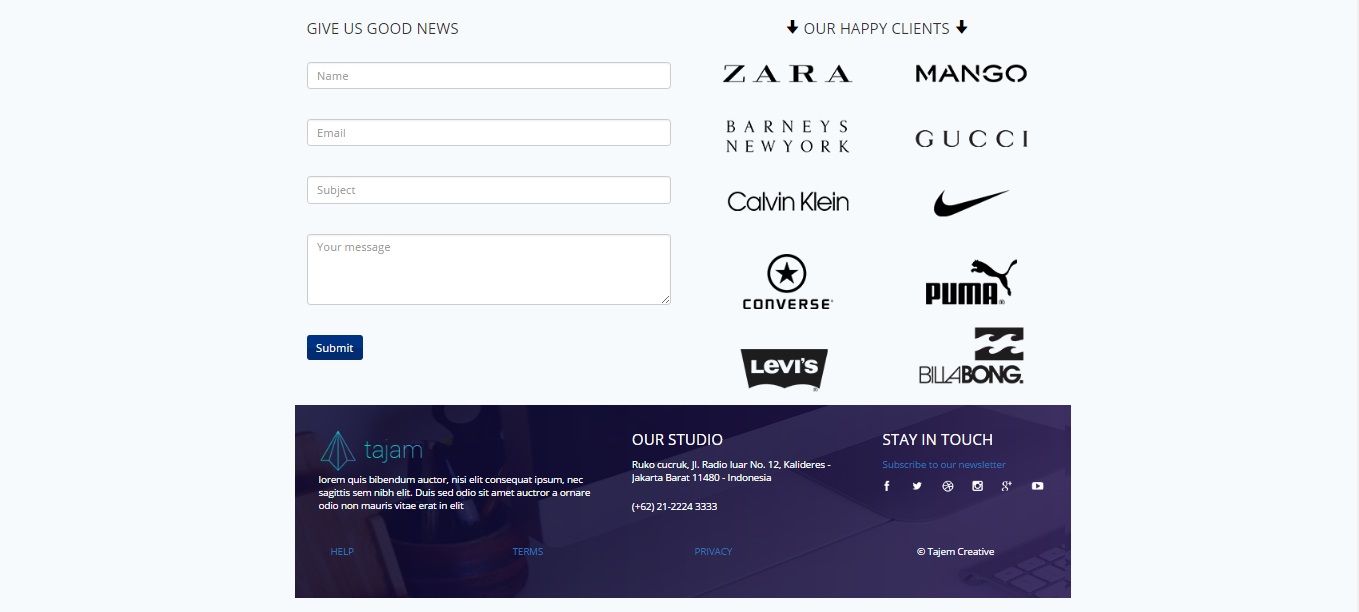 GIVE US GOOD NEWS
Name
Email
Subject
Your message
Submit
OUR HAPPY CLIENTS
ZARA
MANGO
BARNEYS
NEWYORK
GUCCI
Calvin Klein
CONVERSE®
PUMA®
LEVI'S®
BILLABONG.
tajam
lorem quis bibendum auctor, nisi elit consequat ipsum, nec
sagittis sem nibh elit. Duis sed odio sit amet auctror a ornare
odio non mauris vitae erat in elit
OUR STUDIO
Ruko cucruk, Jl. Radio luar No. 12, Kalideres -
Jakarta Barat 11480 - Indonesia
(+62) 21-2224 3333
STAY IN TOUCH
Subscribe to our newsletter
HELP
TERMS
PRIVACY
© Tajem Creative